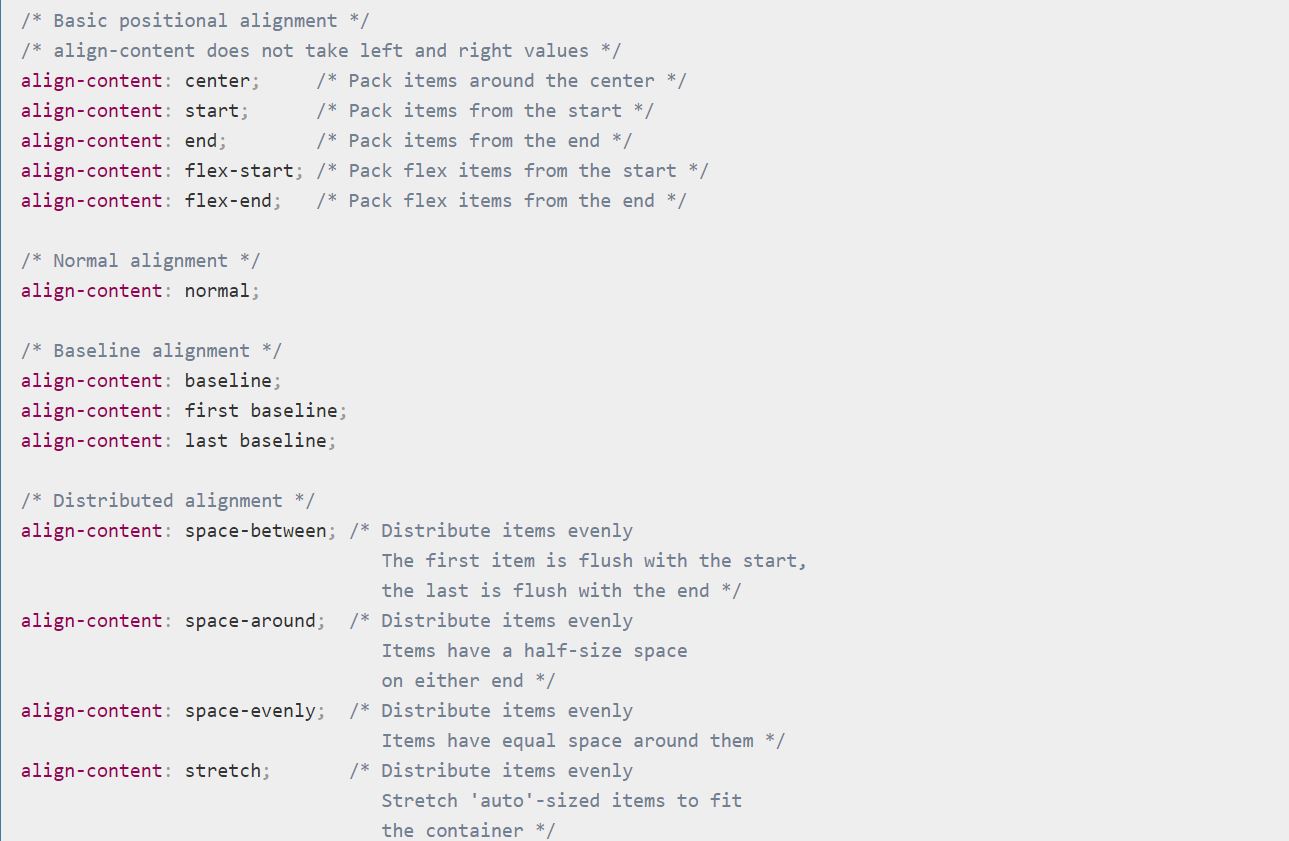 /* Basic positional alignment */
/* align-content does not take left and right values */
align-content: center;     /* Pack items around the center */
align-content: start;      /* Pack items from the start */
align-content: end;        /* Pack items from the end */
align-content: flex-start; /* Pack flex items from the start */
align-content: flex-end;   /* Pack flex items from the end */

/* Normal alignment */
align-content: normal;

/* Baseline alignment */
align-content: baseline;
align-content: first baseline;
align-content: last baseline;

/* Distributed alignment */
align-content: space-between; /* Distribute items evenly
                                 The first item is flush with the start,
                                 the last is flush with the end */
align-content: space-around;  /* Distribute items evenly
                                 Items have a half-size space
                                 on either end */
align-content: space-evenly;  /* Distribute items evenly
                                 Items have equal space around them */
align-content: stretch;       /* Distribute items evenly
                                 Stretch 'auto'-sized items to fit
                                 the container */